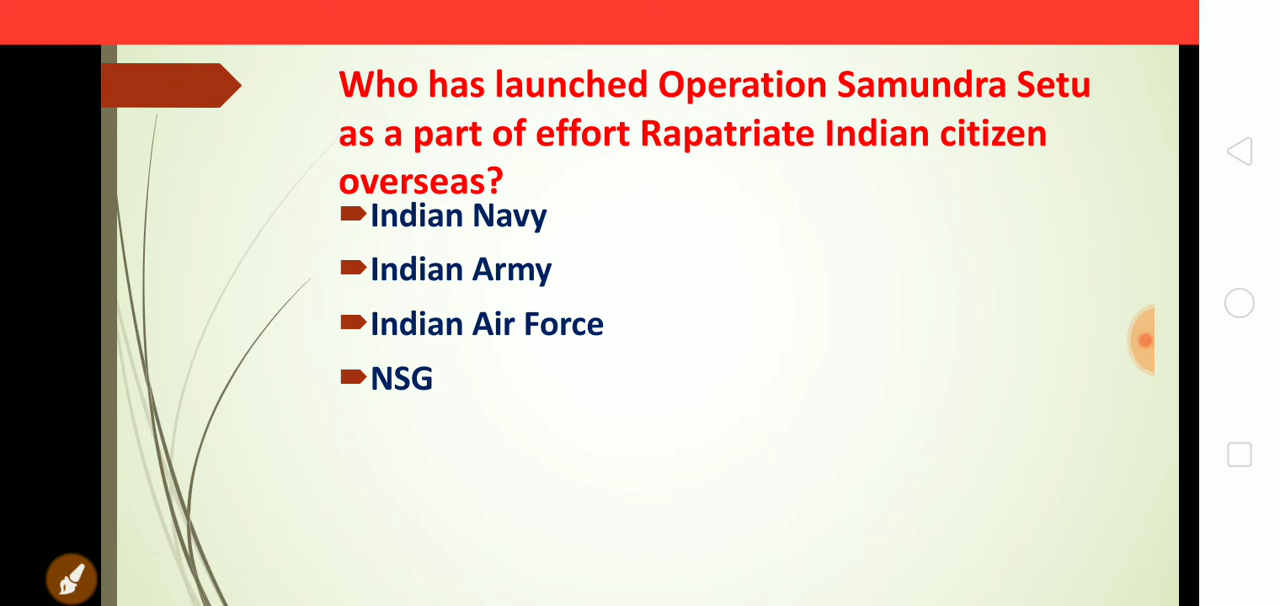 Who has launched Operation Samundra Setu
as a part of effort Rapatriate Indian citizen
overseas?
Indian Navy
Indian Army
Indian Air Force
NSG